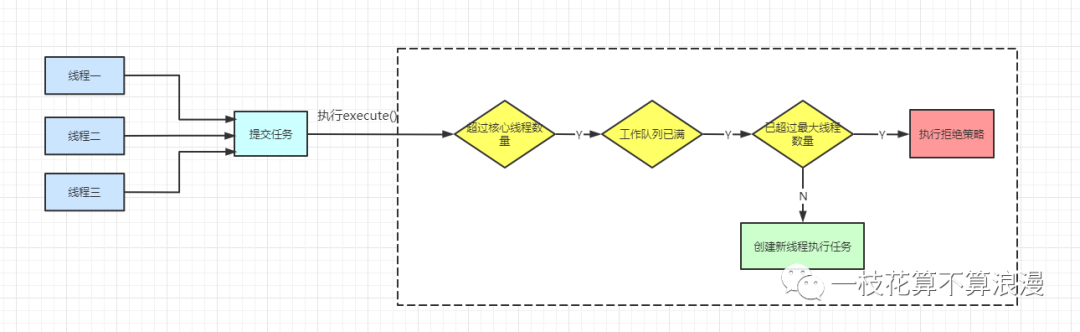 线程一
线程二
线程三
提交任务
执行execute()
超过核心线程数
量
Y
工作队列已满
Y
已超过最大线程
数量
Y
执行拒绝策略
N
创建新线程执行任务
一枝花算不算浪漫